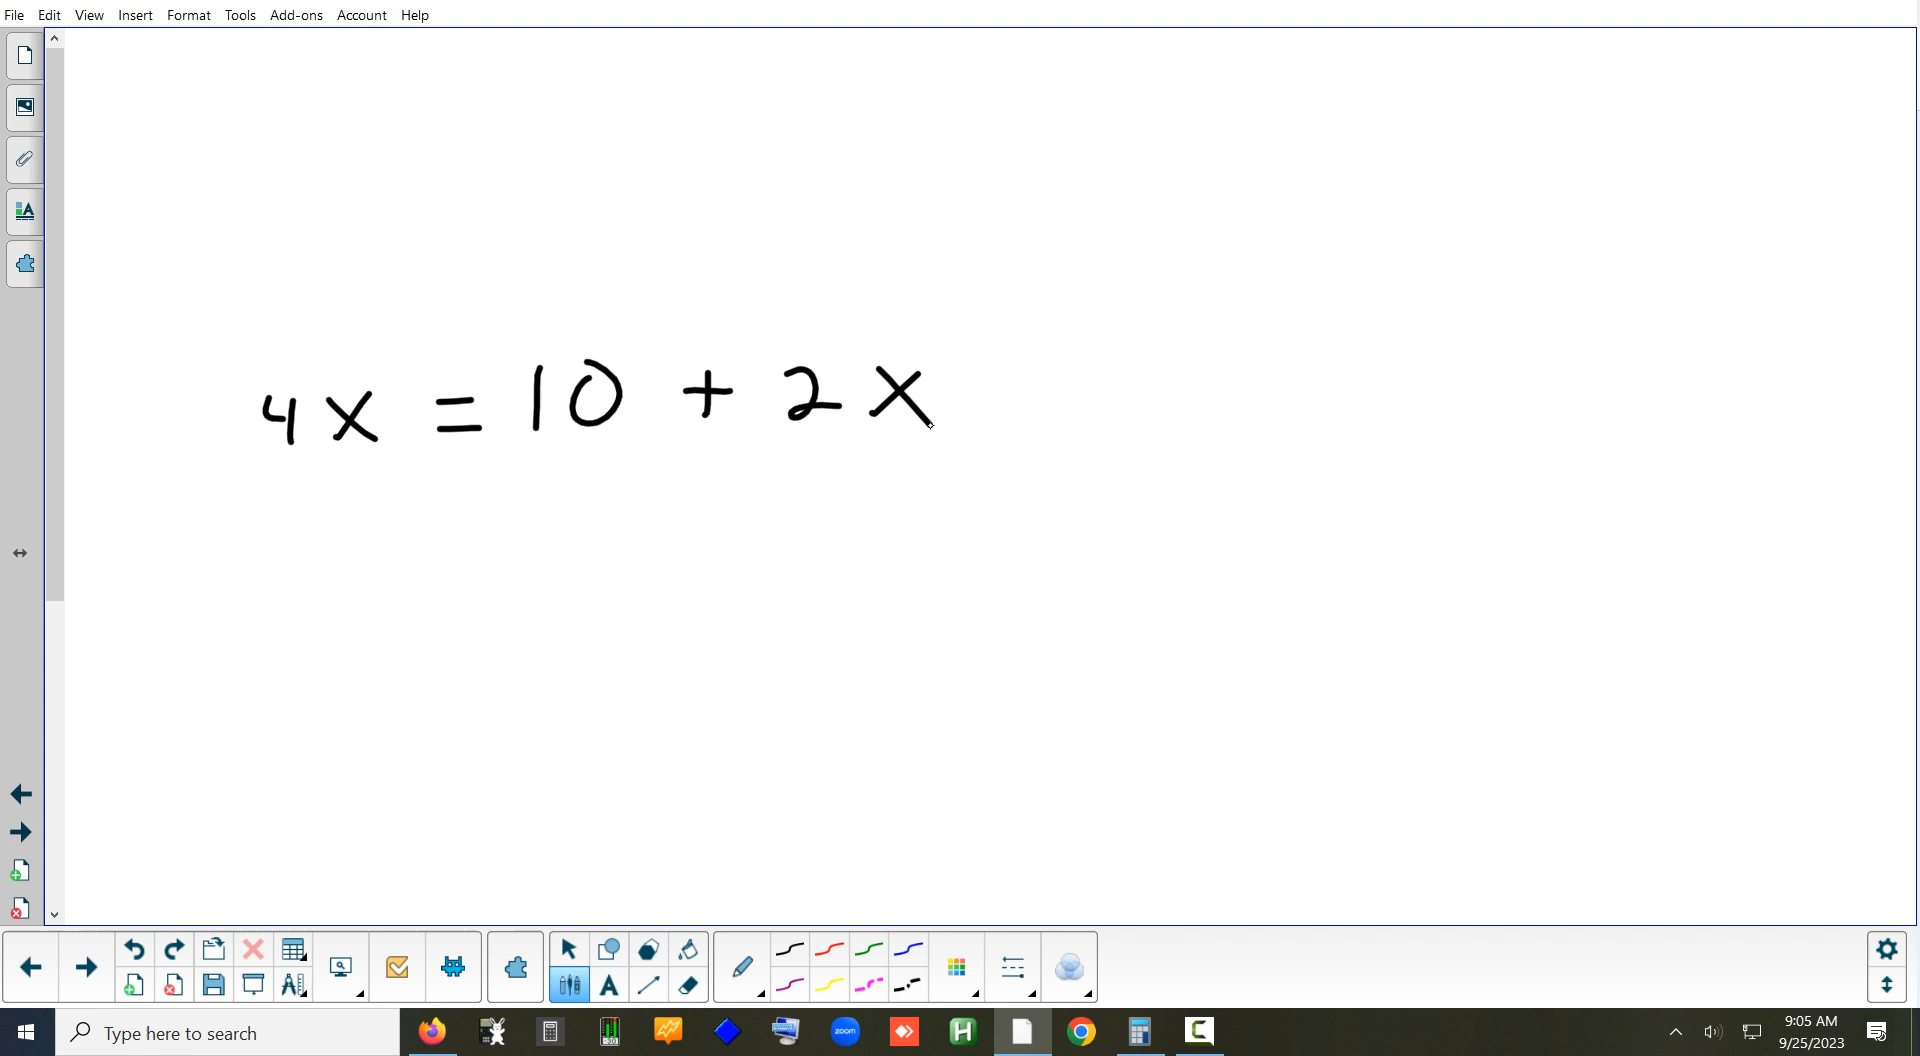 File Edit View Insert Format Tools Add-ons Account Help
4x = 10 + 2x
Type here to search
zoom
9:05 AM
9/25/2023